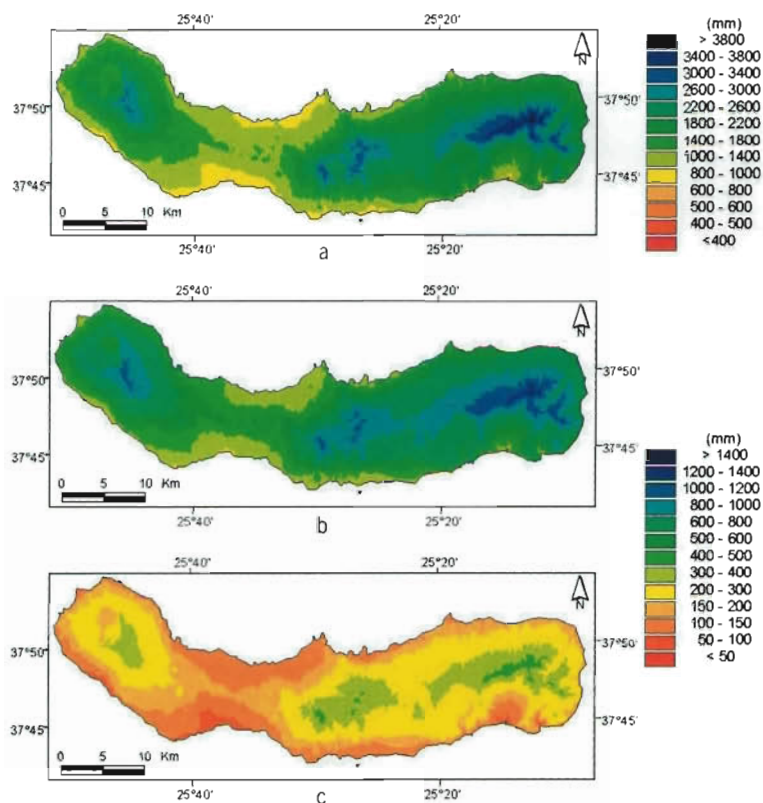 25°40' 25°20'
N
37°50' 37°50'
37°45' 37°45'
0 5 10 Km
25°40' 25°20'
a
(mm)
> 3800
3400 - 3800
3000 - 3400
2600 - 3000
2200 - 2600
1800 - 2200
1400 - 1800
1000 - 1400
800 - 1000
600 - 800
500 - 600
400 - 500
<400
25°40' 25°20'
N
37°50' 37°50'
37°45' 37°45'
0 5 10 Km
25°40' 25°20'
b
(mm)
> 1400
1200 - 1400
1000 - 1200
800 - 1000
600 - 800
500 - 600
400 - 500
300 - 400
200 - 300
150 - 200
100 - 150
50 - 100
< 50
25°40' 25°20'
N
37°50' 37°50'
37°45' 37°45'
0 5 10 Km
25°40' 25°20'
c